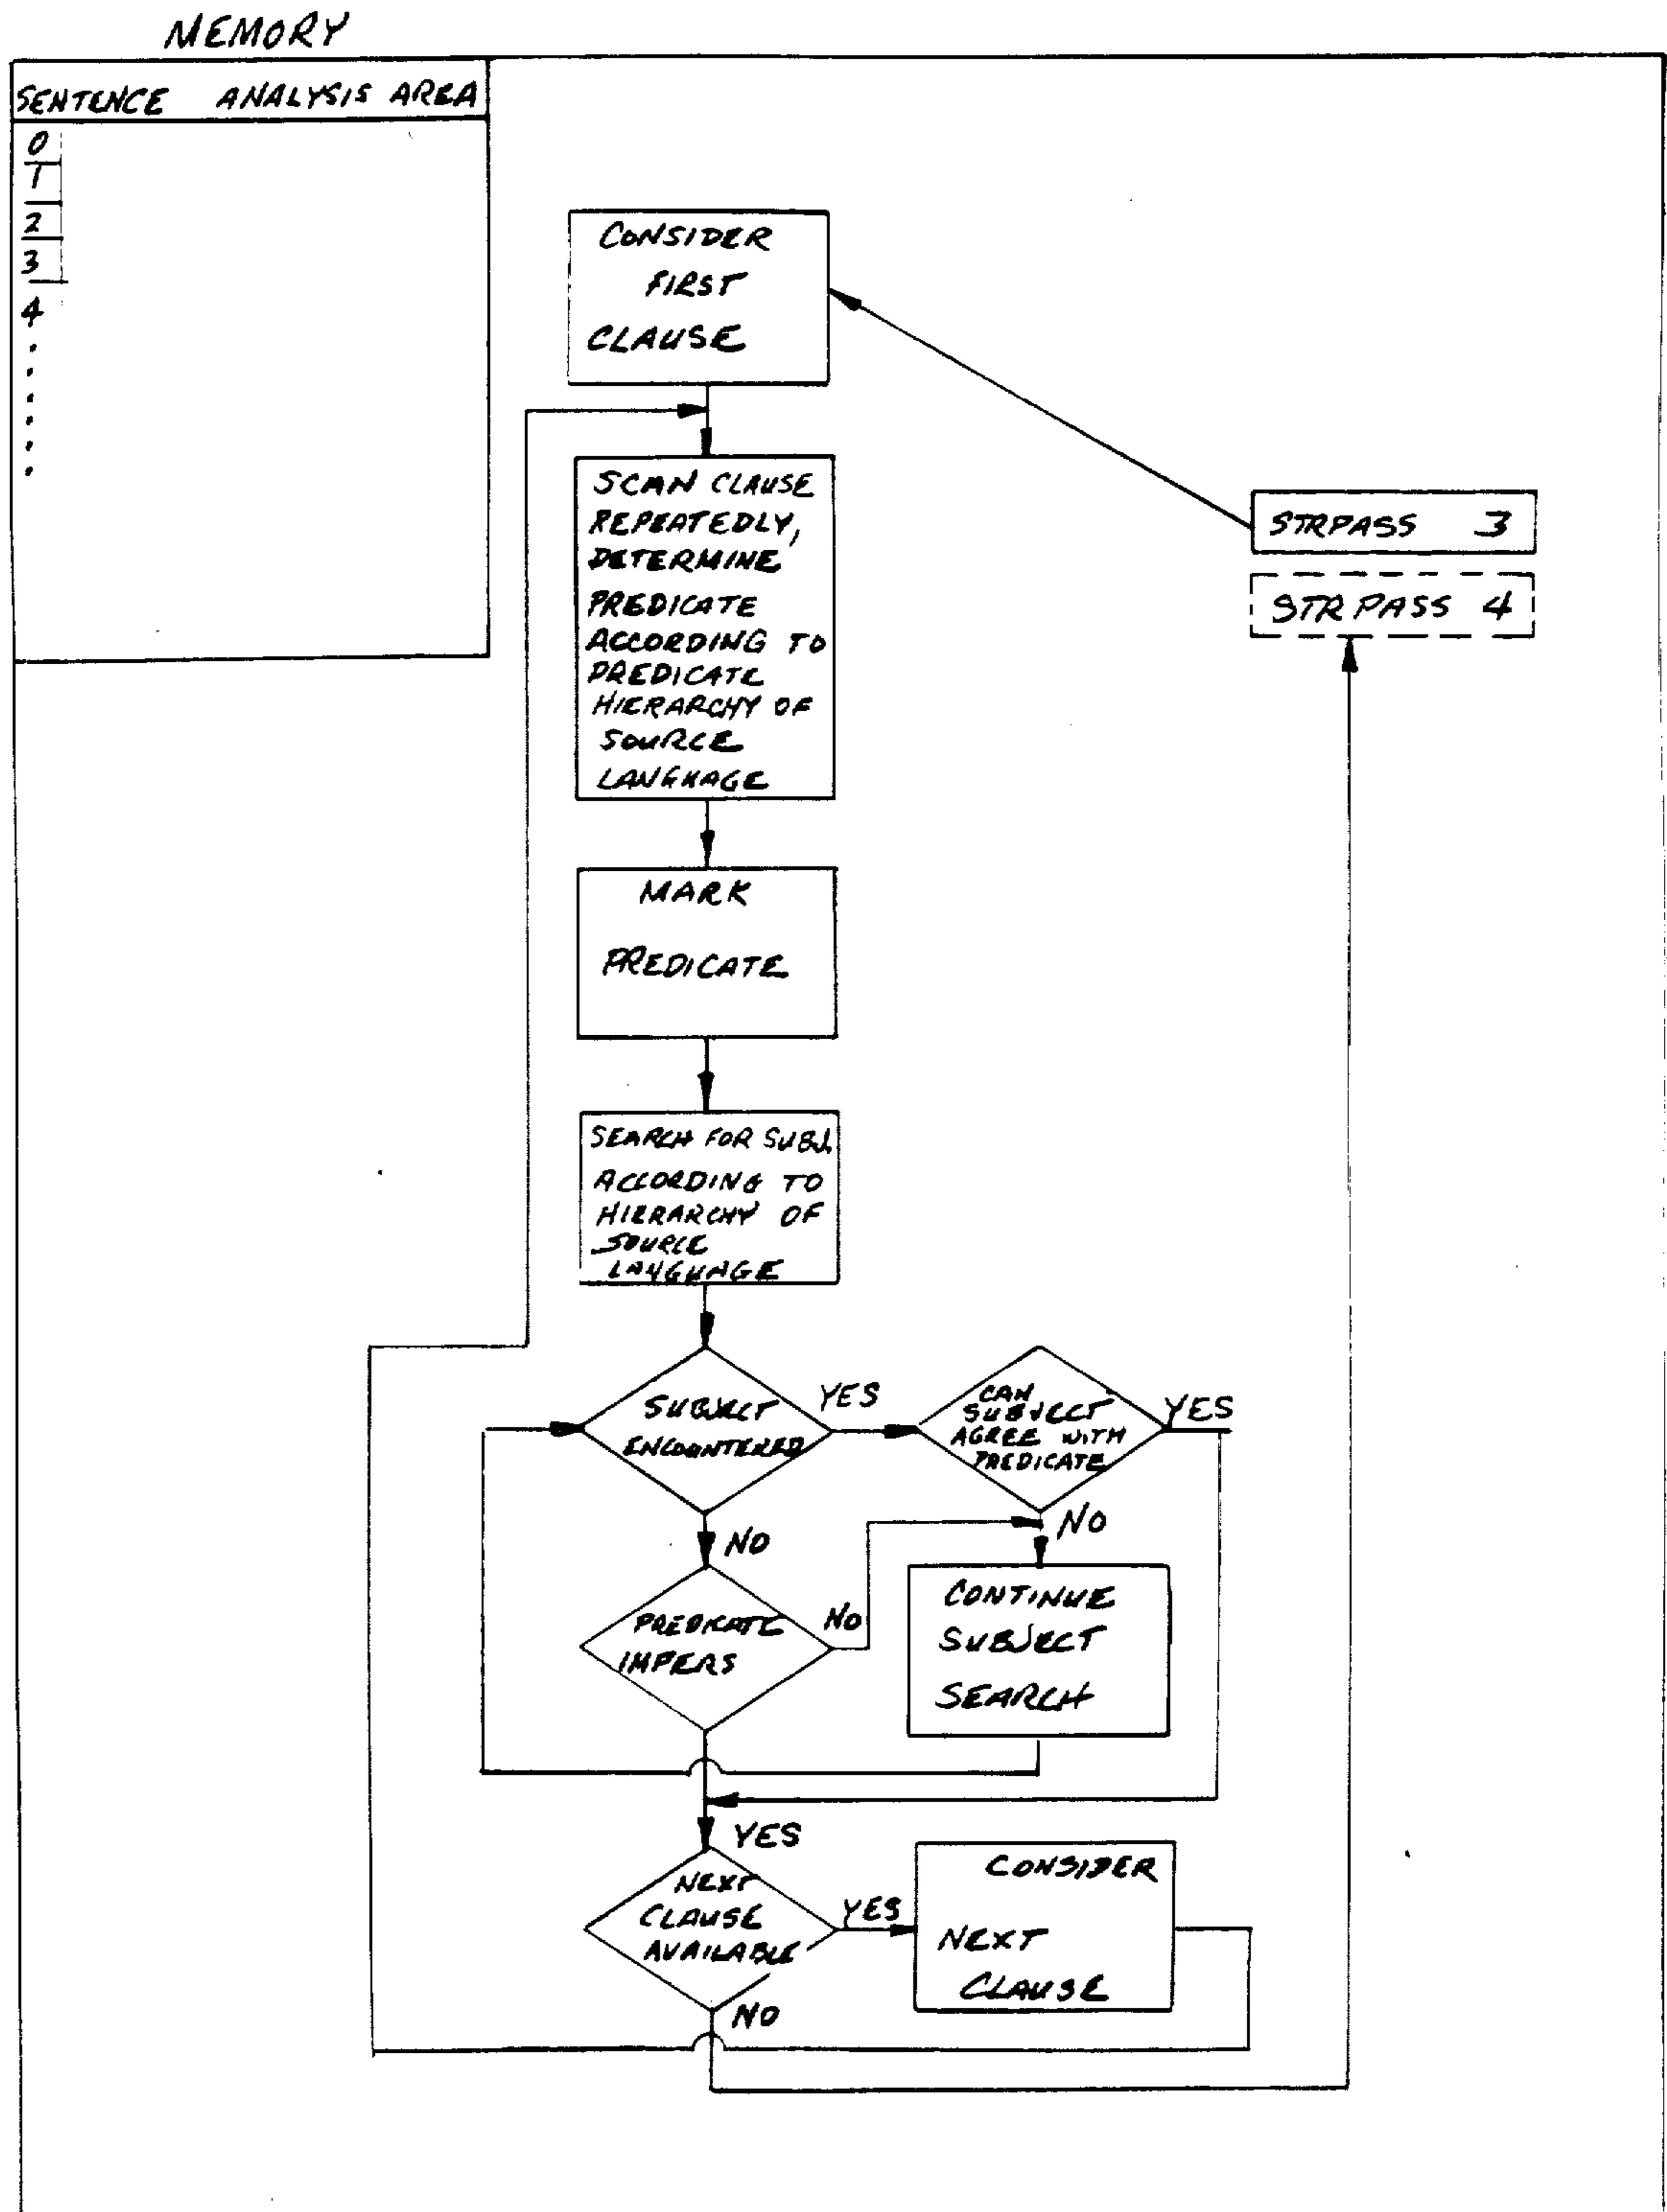 MEMORY
SENTENCE ANALYSIS AREA
0
1
2
3
4
CONSIDER
FIRST
CLAUSE
SCAN CLAUSE
REPEATEDLY,
DETERMINE
PREDICATE
ACCORDING TO
PREDICATE
HIERARCHY OF
SOURCE
LANGUAGE
STRPASS 3
STRPASS 4
MARK
PREDICATE
SEARCH FOR SUBJ.
ACCORDING TO
HIERARCHY OF
SOURCE
LANGUAGE
SUBJECT
ENCOUNTERED
YES
CAN
SUBJECT
AGREE WITH
PREDICATE
YES
NO
NO
PREDICATE
IMPERS
NO
CONTINUE
SUBJECT
SEARCH
YES
NEXT
CLAUSE
AVAILABLE
YES
CONSIDER
NEXT
CLAUSE
NO